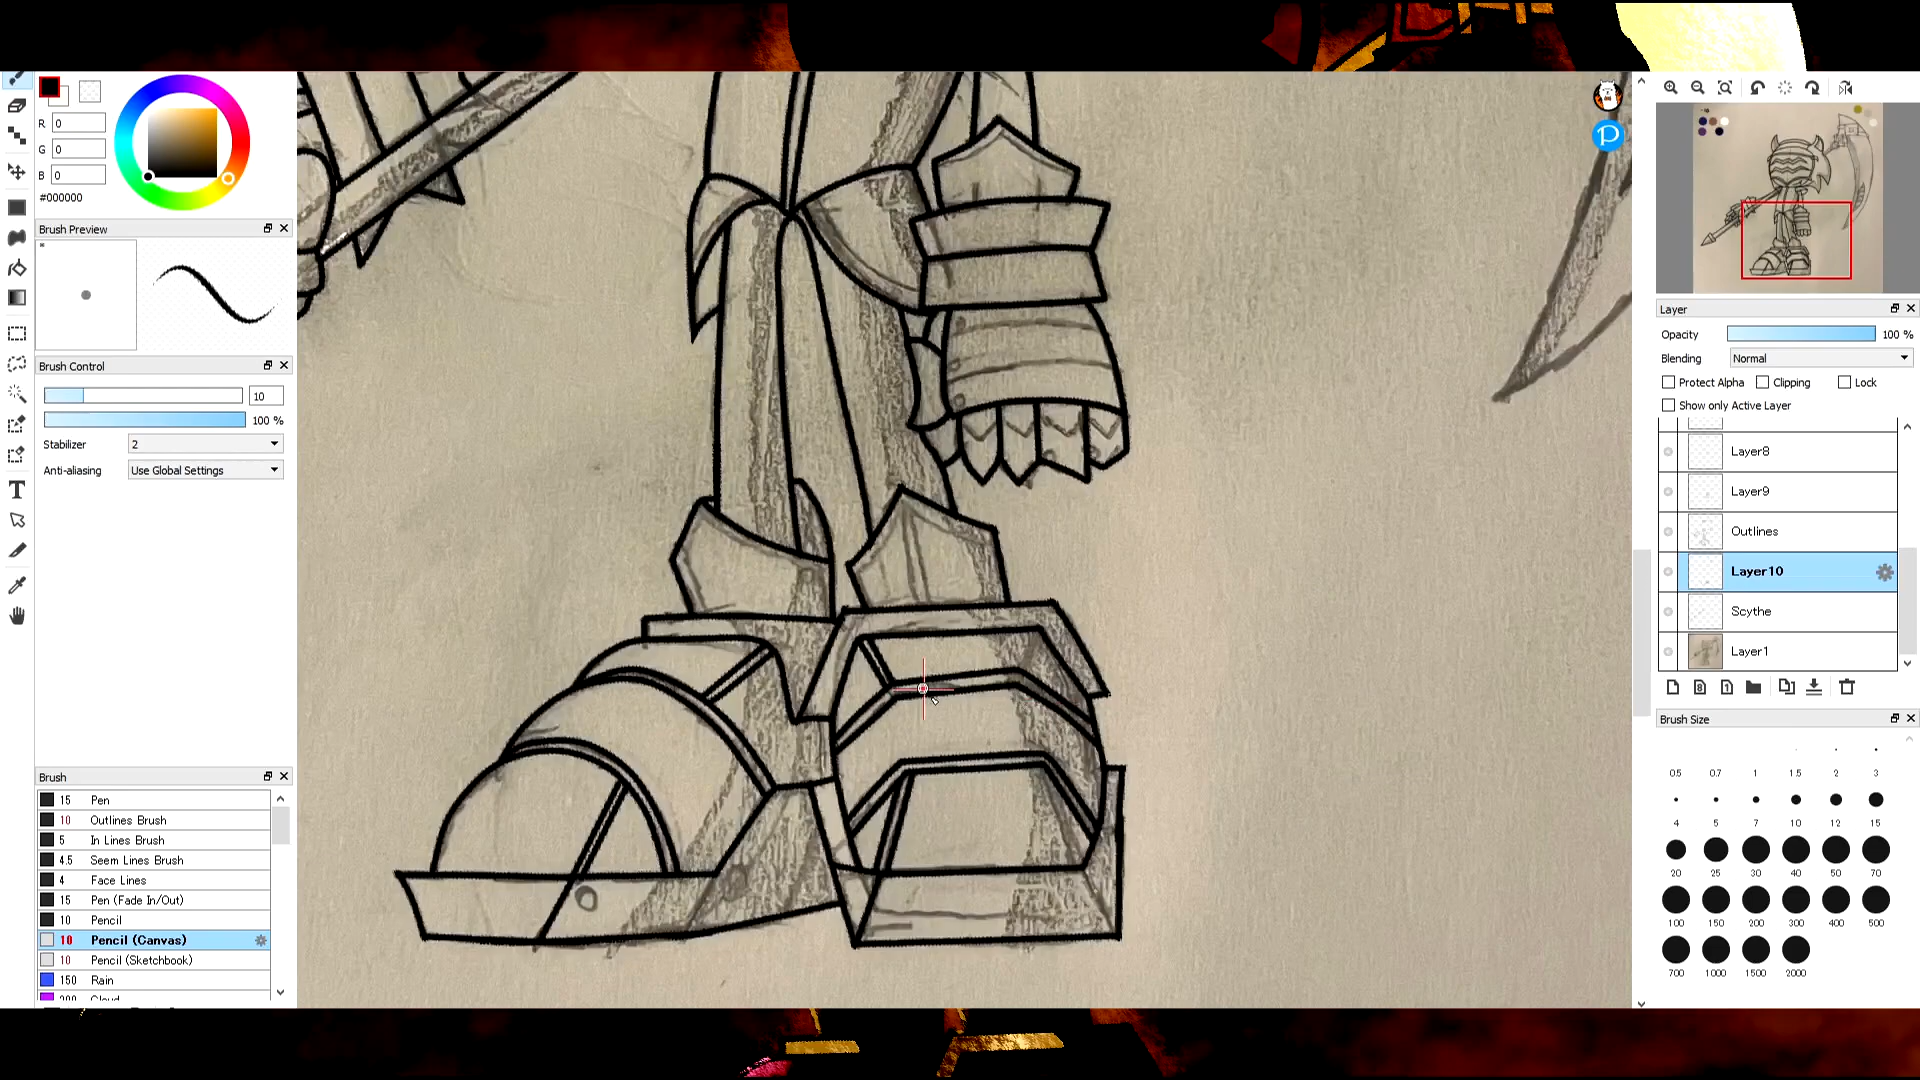 R 0
G 0
B 0
#000000
Brush Preview
Brush Control
10
100 %
Stabilizer 2
Anti-aliasing Use Global Settings
Brush
15 Pen
10 Outlines Brush
5 In Lines Brush
4.5 Seem Lines Brush
4 Face Lines
15 Pen (Fade In/Out)
10 Pencil
10 Pencil (Canvas)
10 Pencil (Sketchbook)
150 Rain
200 Cloud
T
P
Layer
Opacity 100 %
Blending Normal
Protect Alpha Clipping Lock
Show only Active Layer
Layer8
Layer9
Outlines
Layer10
Scythe
Layer1
8 1
Brush Size
0.5 0.7 1 1.5 2 3
4 5 7 10 12 15
20 25 30 40 50 70
100 150 200 300 400 500
700 1000 1500 2000